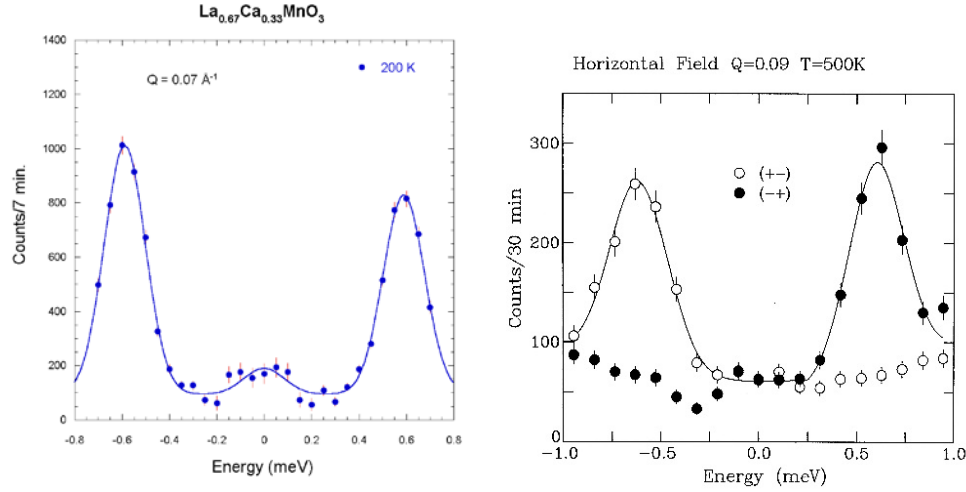 La0.67Ca0.33MnO3
1400
1200
1000
800
600
400
200
0
Counts/7 min.
Q = 0.07 Å-1
200 K
-0.8 -0.6 -0.4 -0.2 0 0.2 0.4 0.6 0.8
Energy (meV)
Horizontal Field Q=0.09 T=500K
300
200
100
0
Counts/30 min
(+-)
(-+)
-1.0 -0.5 0.0 0.5 1.0
Energy (meV)